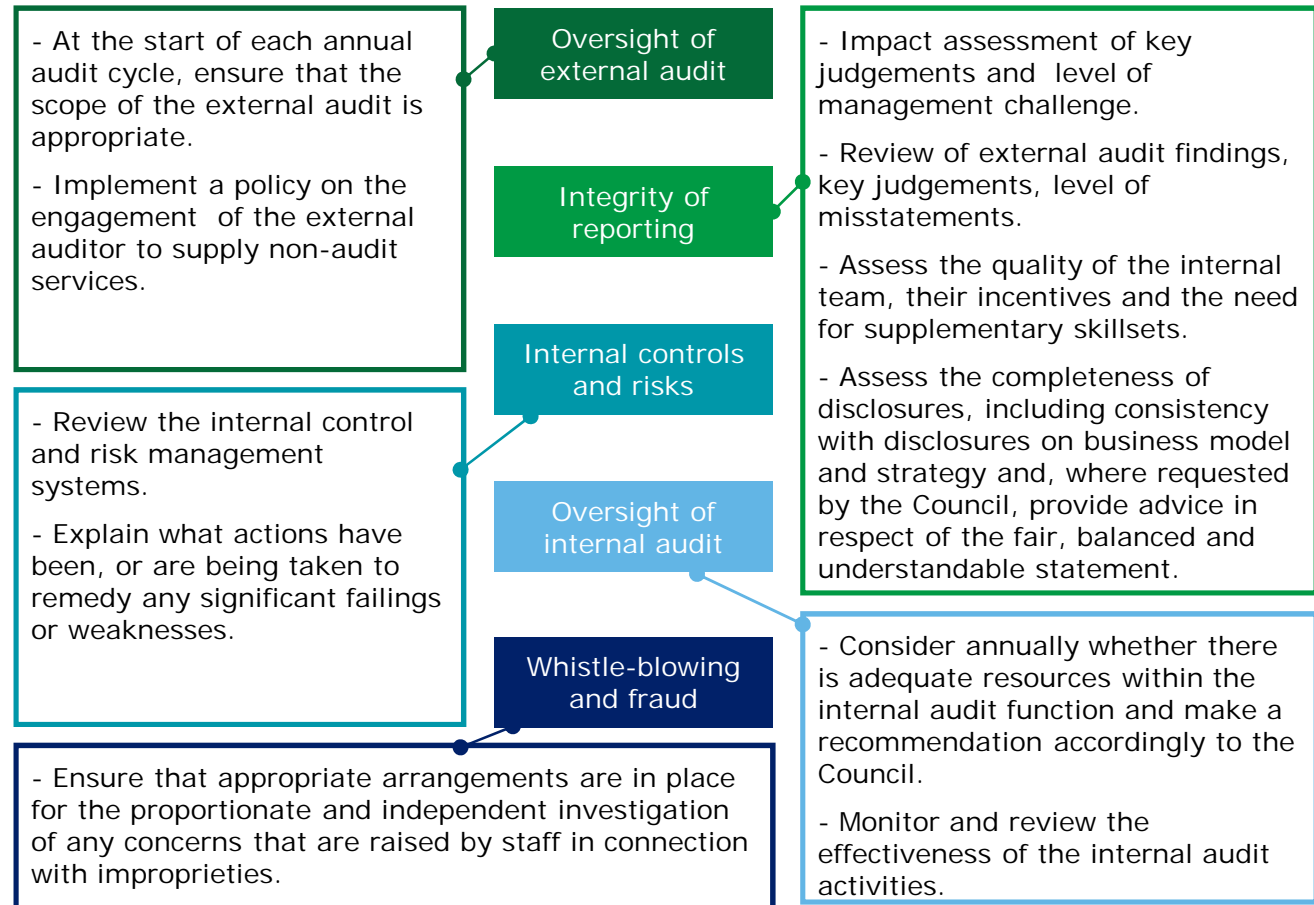 Oversight of
external audit
- At the start of each annual
audit cycle, ensure that the
scope of the external audit is
appropriate.
- Implement a policy on the
engagement of the external
auditor to supply non-audit
services.
Integrity of
reporting
- Impact assessment of key
judgements and level of
management challenge.
- Review of external audit findings,
key judgements, level of
misstatements.
- Assess the quality of the internal
team, their incentives and the need
for supplementary skillsets.
- Assess the completeness of
disclosures, including consistency
with disclosures on business model
and strategy and, where requested
by the Council, provide advice in
respect of the fair, balanced and
understandable statement.
Internal controls
and risks
- Review the internal control
and risk management
systems.
- Explain what actions have
been, or are being taken to
remedy any significant failings
or weaknesses.
Oversight of
internal audit
- Consider annually whether there
is adequate resources within the
internal audit function and make a
recommendation accordingly to the
Council.
- Monitor and review the
effectiveness of the internal audit
activities.
Whistle-blowing
and fraud
- Ensure that appropriate arrangements are in place
for the proportionate and independent investigation
of any concerns that are raised by staff in connection
with improprieties.